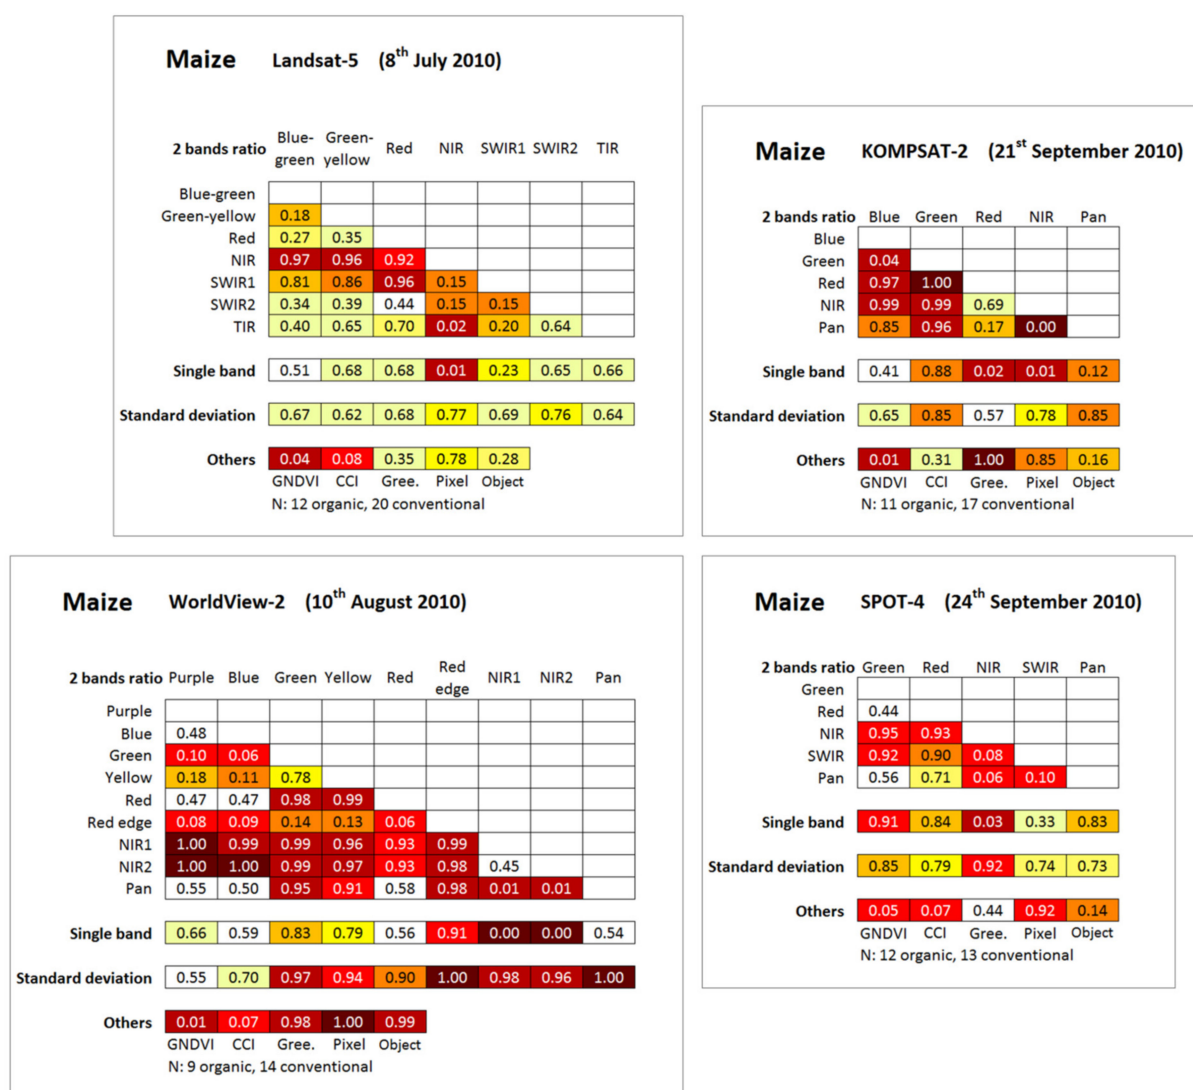 Maize Landsat-5 (8th July 2010)
2 bands ratio Blue-green Green-yellow Red NIR SWIR1 SWIR2 TIR
Blue-green
Green-yellow 0.18
Red 0.27 0.35
NIR 0.97 0.96 0.92
SWIR1 0.81 0.86 0.96 0.15
SWIR2 0.34 0.39 0.44 0.15 0.15
TIR 0.40 0.65 0.70 0.02 0.20 0.64
Single band 0.51 0.68 0.68 0.01 0.23 0.65 0.66
Standard deviation 0.67 0.62 0.68 0.77 0.69 0.76 0.64
Others 0.04 0.08 0.35 0.78 0.28
GNDVI CCI Gree. Pixel Object
N: 12 organic, 20 conventional
Maize KOMPSAT-2 (21st September 2010)
2 bands ratio Blue Green Red NIR Pan
Blue
Green 0.04
Red 0.97 1.00
NIR 0.99 0.99 0.69
Pan 0.85 0.96 0.17 0.00
Single band 0.41 0.88 0.02 0.01 0.12
Standard deviation 0.65 0.85 0.57 0.78 0.85
Others 0.01 0.31 1.00 0.85 0.16
GNDVI CCI Gree. Pixel Object
N: 11 organic, 17 conventional
Maize WorldView-2 (10th August 2010)
2 bands ratio Purple Blue Green Yellow Red Red edge NIR1 NIR2 Pan
Purple
Blue 0.48
Green 0.10 0.06
Yellow 0.18 0.11 0.78
Red 0.47 0.47 0.98 0.99
Red edge 0.08 0.09 0.14 0.13 0.06
NIR1 1.00 0.99 0.99 0.96 0.93 0.99
NIR2 1.00 1.00 0.99 0.97 0.93 0.98 0.45
Pan 0.55 0.50 0.95 0.91 0.58 0.98 0.01 0.01
Single band 0.66 0.59 0.83 0.79 0.56 0.91 0.00 0.00 0.54
Standard deviation 0.55 0.70 0.97 0.94 0.90 1.00 0.98 0.96 1.00
Others 0.01 0.07 0.98 1.00 0.99
GNDVI CCI Gree. Pixel Object
N: 9 organic, 14 conventional
Maize SPOT-4 (24th September 2010)
2 bands ratio Green Red NIR SWIR Pan
Green
Red 0.44
NIR 0.95 0.93
SWIR 0.92 0.90 0.08
Pan 0.56 0.71 0.06 0.10
Single band 0.91 0.84 0.03 0.33 0.83
Standard deviation 0.85 0.79 0.92 0.74 0.73
Others 0.05 0.07 0.44 0.92 0.14
GNDVI CCI Gree. Pixel Object
N: 12 organic, 13 conventional